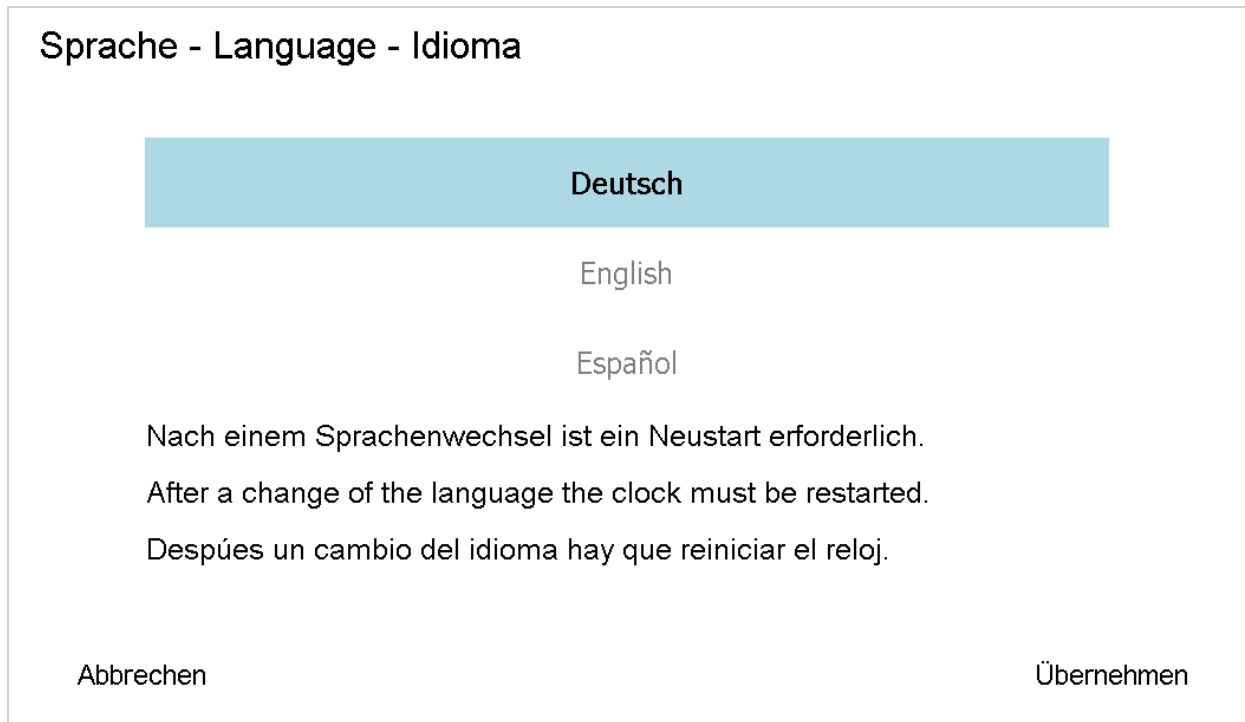 Sprache - Language - Idioma
Deutsch
English
Español
Nach einem Sprachenwechsel ist ein Neustart erforderlich.
After a change of the language the clock must be restarted.
Despúes un cambio del idioma hay que reiniciar el reloj.
Abbrechen
Übernehmen